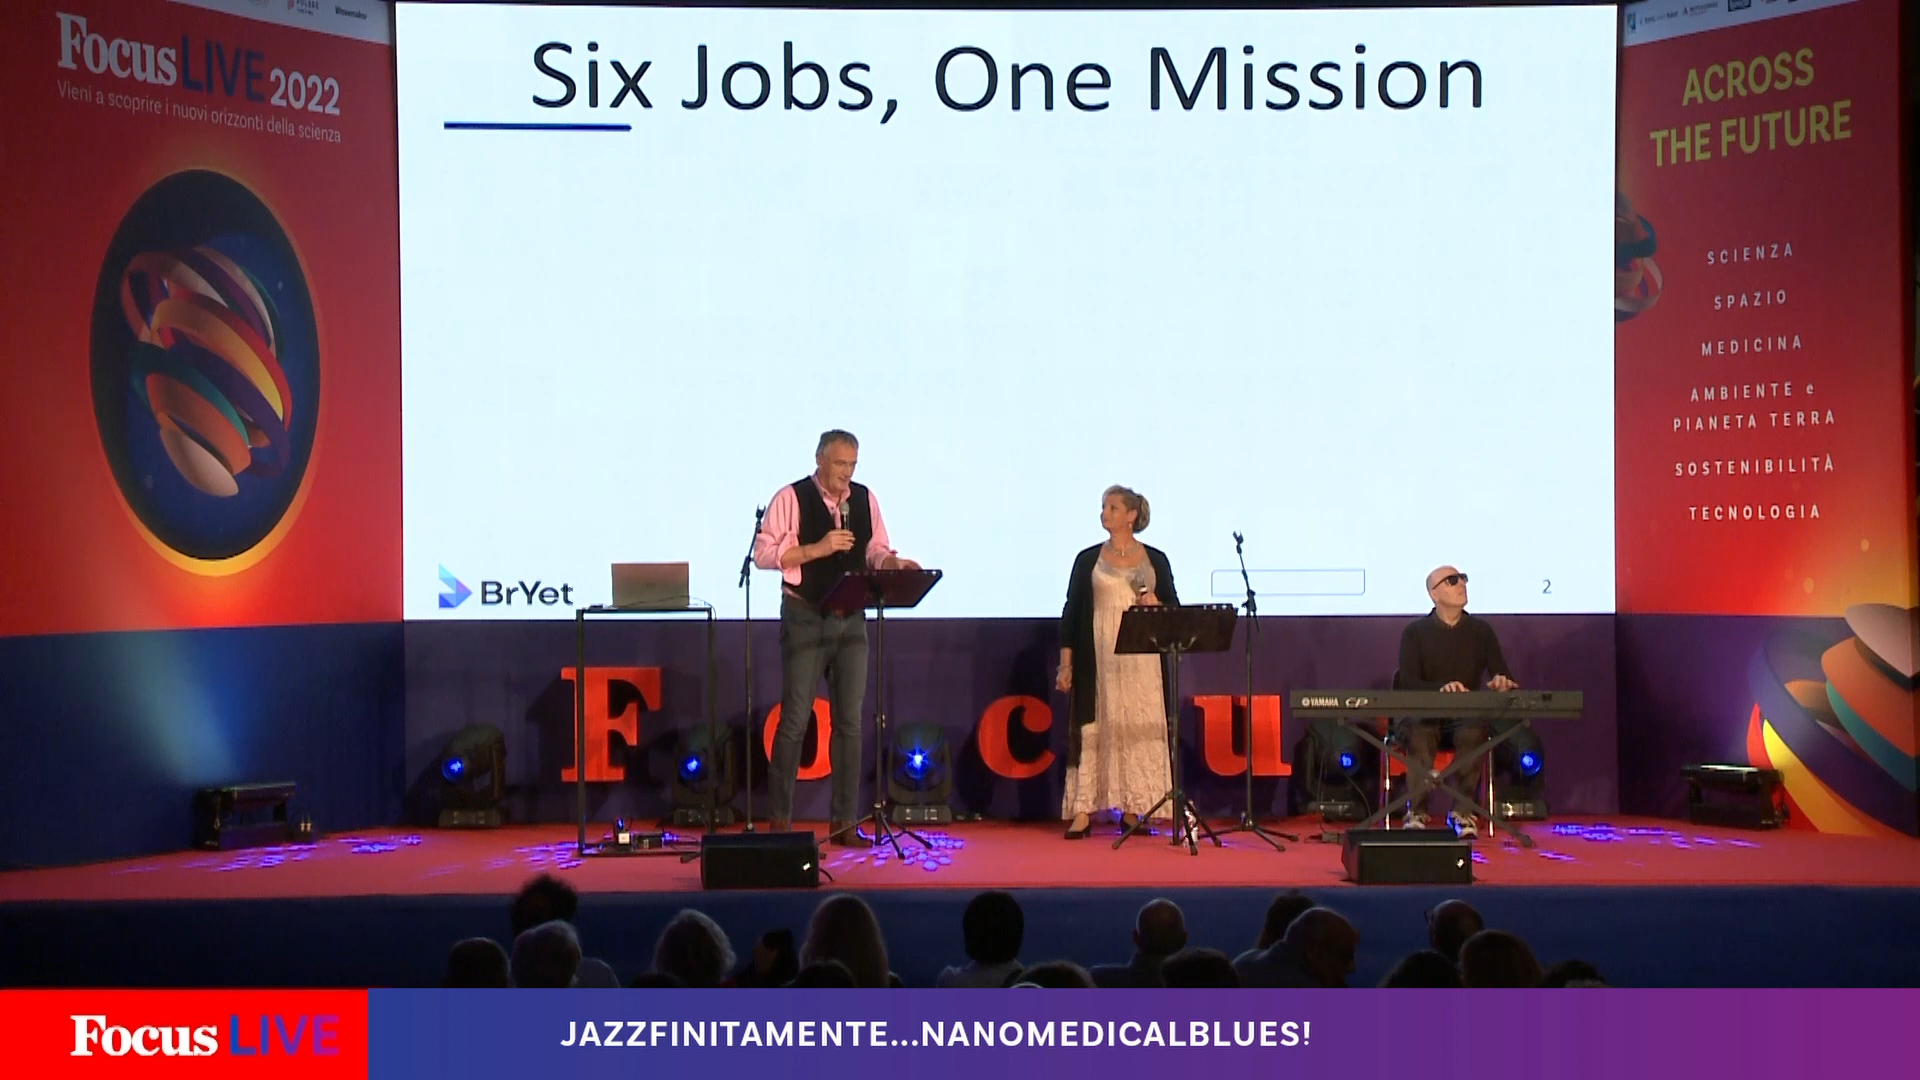 Focus LIVE 2022
Vieni a scoprire i nuovi orizzonti della scienza
Six Jobs, One Mission
ACROSS
THE FUTURE
SCIENZA
SPAZIO
MEDICINA
AMBIENTE e
PIANETA TERRA
SOSTENIBILITÀ
TECNOLOGIA
BrYet
2
F o c u
YAMAHA CP
Focus LIVE
JAZZFINITAMENTE...NANOMEDICALBLUES!